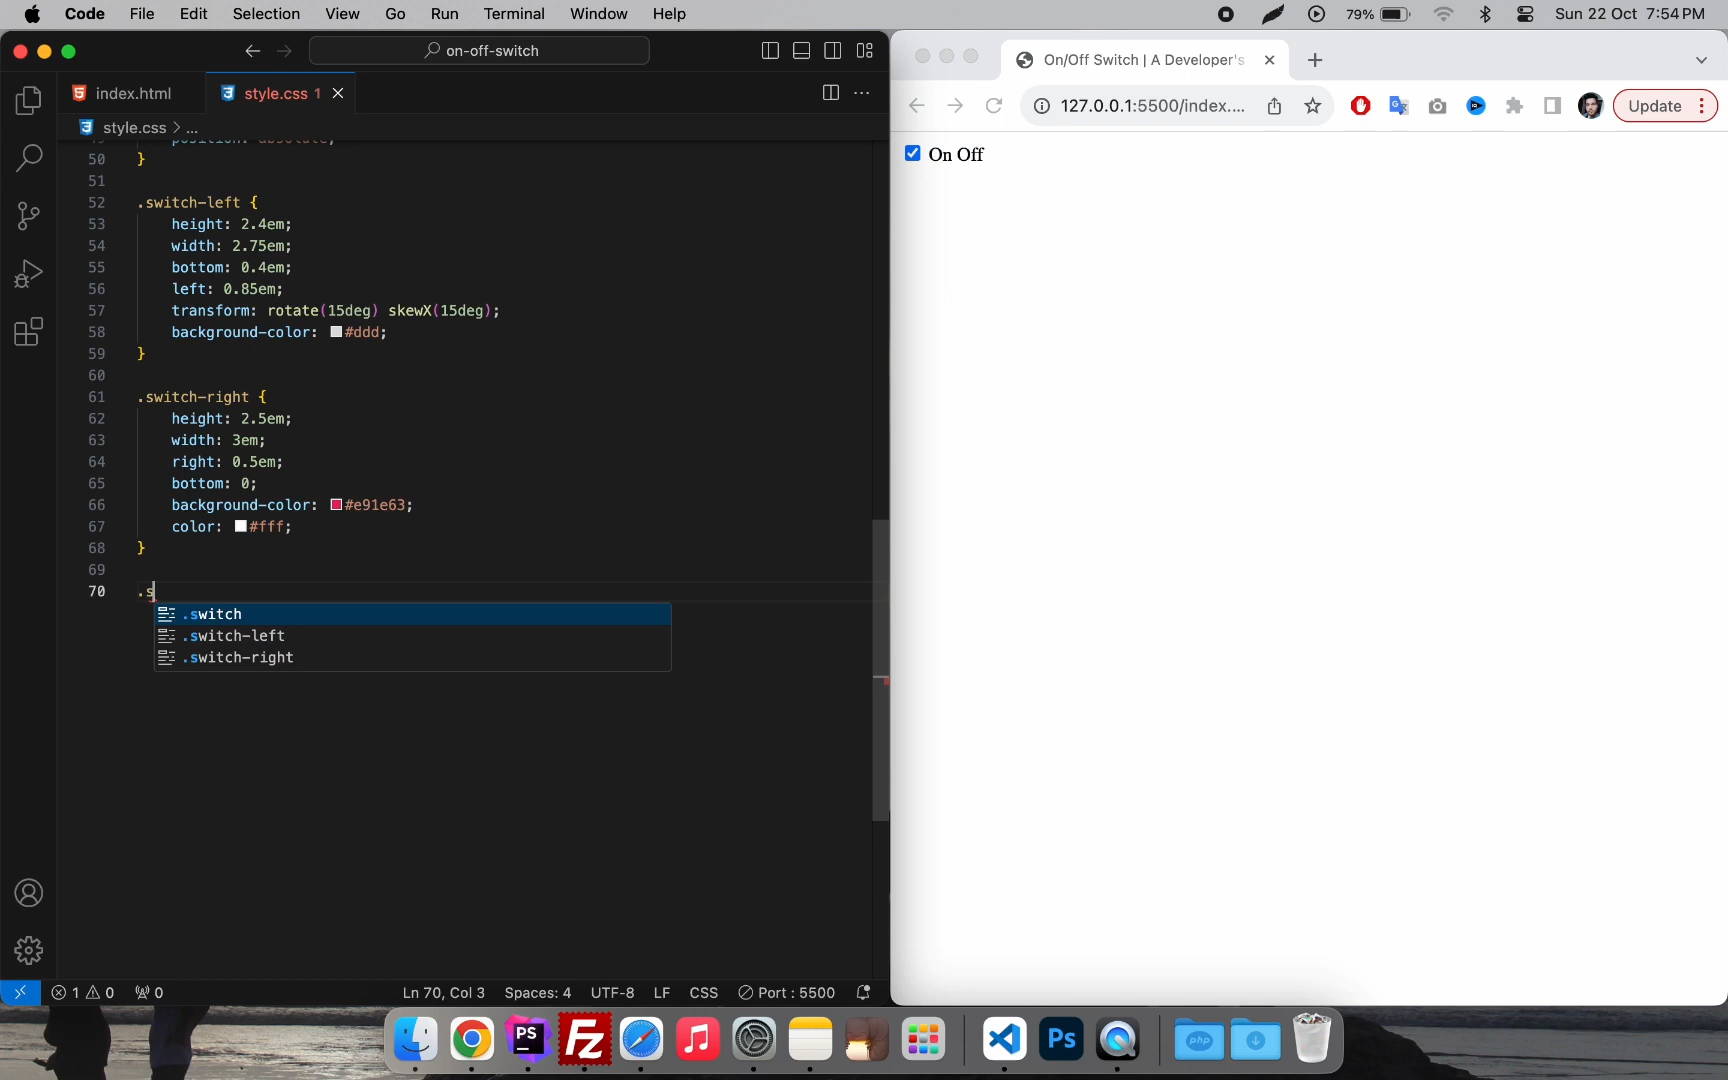 Code File Edit Selection View Go Run Terminal Window Help 79% Sun 22 Oct 7:54 PM
on-off-switch
index.html style.css 1
style.css > ...
50 }
51
52 .switch-left {
53 height: 2.4em;
54 width: 2.75em;
55 bottom: 0.4em;
56 left: 0.85em;
57 transform: rotate(15deg) skewX(15deg);
58 background-color: #ddd;
59 }
60
61 .switch-right {
62 height: 2.5em;
63 width: 3em;
64 right: 0.5em;
65 bottom: 0;
66 background-color: #e91e63;
67 color: #fff;
68 }
69
70 .s
.switch
.switch-left
.switch-right
1 0 0 Ln 70, Col 3 Spaces: 4 UTF-8 LF CSS Port : 5500
On/Off Switch | A Developer's
127.0.0.1:5500/index.... Update
On Off
PS Fz Ps php